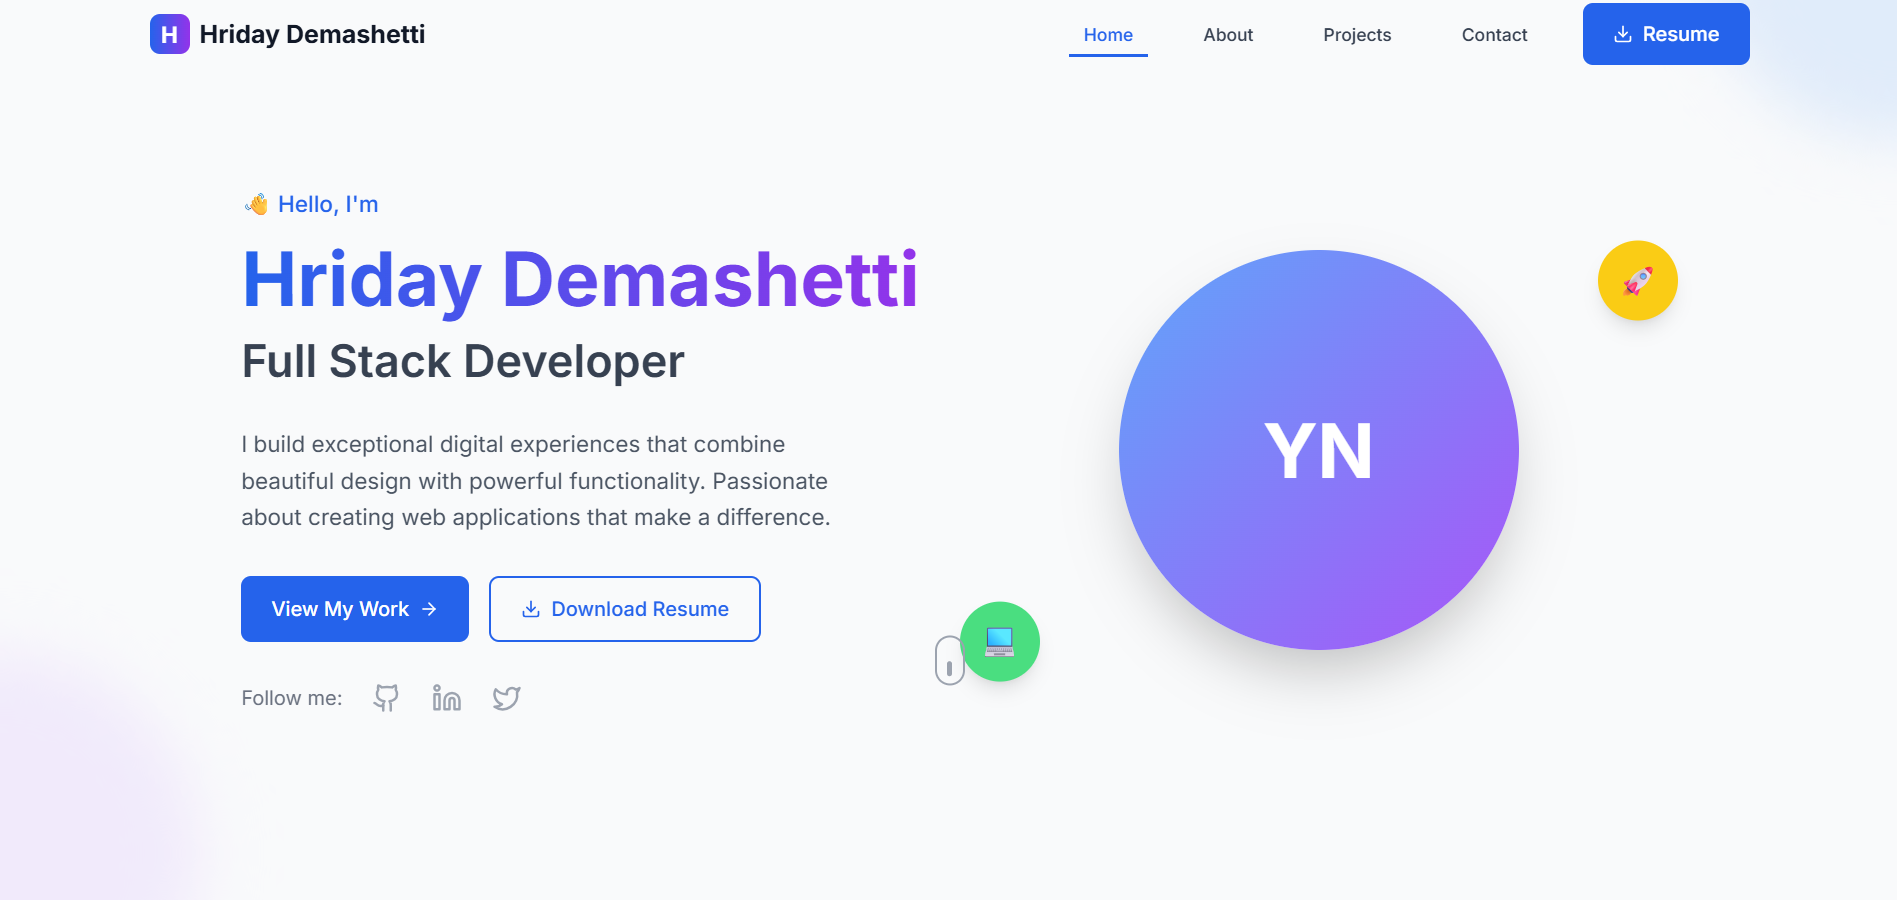 H Hriday Demashetti
Home About Projects Contact Resume
👋 Hello, I'm
Hriday Demashetti
Full Stack Developer
I build exceptional digital experiences that combine
beautiful design with powerful functionality. Passionate
about creating web applications that make a difference.
View My Work → Download Resume
Follow me:
YN